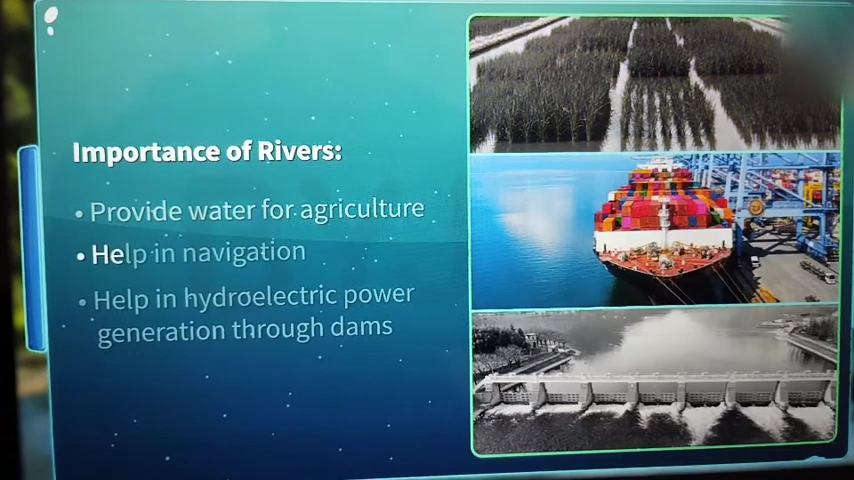 Importance of Rivers:
• Provide water for agriculture
• Help in navigation
• Help in hydroelectric power
generation through dams